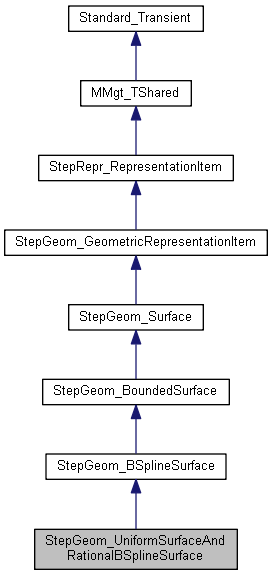 Standard_Transient
MMgt_TShared
StepRepr_RepresentationItem
StepGeom_GeometricRepresentationItem
StepGeom_Surface
StepGeom_BoundedSurface
StepGeom_BSplineSurface
StepGeom_UniformSurfaceAnd
RationalBSplineSurface